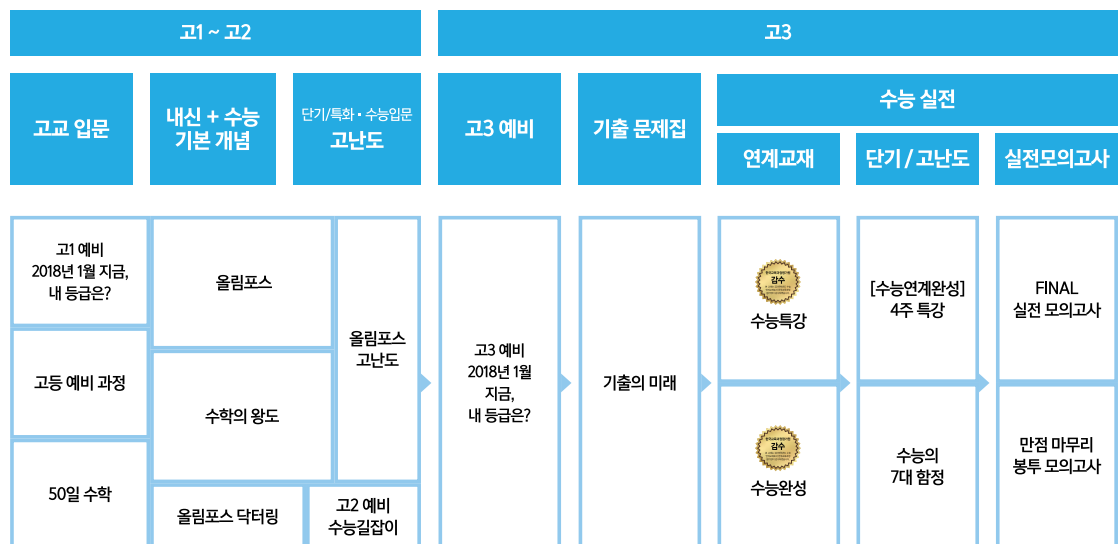 고1 ~ 고2
고3
고교 입문
내신 + 수능
기본 개념
단기/특화 · 수능입문
고난도
고3 예비
기출 문제집
수능 실전
연계교재
단기 / 고난도
실전모의고사
고1 예비
2018년 1월 지금,
내 등급은?
고등 예비 과정
50일 수학
올림포스
수학의 왕도
올림포스 닥터링
올림포스
고난도
고2 예비
수능길잡이
고3 예비
2018년 1월
지금,
내 등급은?
기출의 미래
감수
수능특강
감수
수능완성
[수능연계완성]
4주 특강
수능의
7대 함정
FINAL
실전 모의고사
만점 마무리
봉투 모의고사